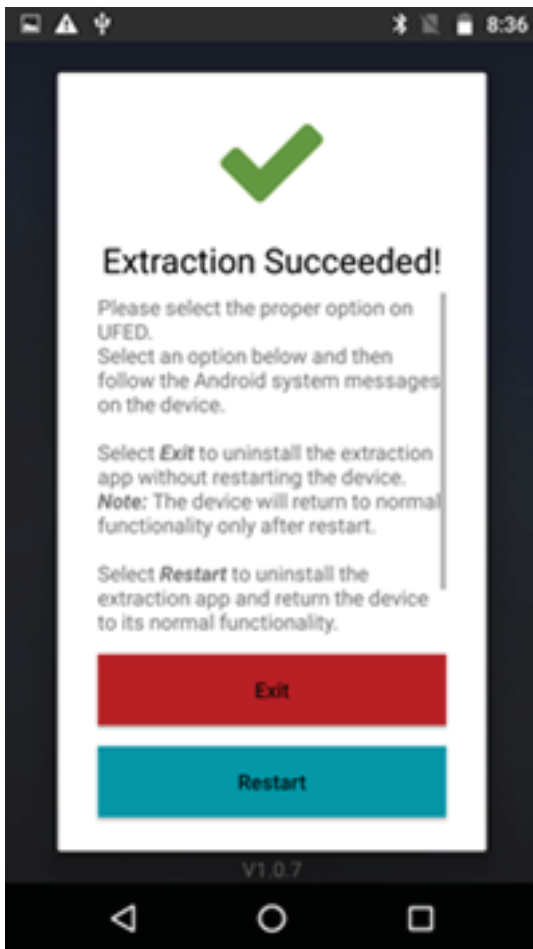 8:36
Extraction Succeeded!
Please select the proper option on
UFED.
Select an option below and then
follow the Android system messages
on the device.
Select Exit to uninstall the extraction
app without restarting the device.
Note: The device will return to normal
functionality only after restart.
Select Restart to uninstall the
extraction app and return the device
to its normal functionality.
Exit
Restart
V1.0.7